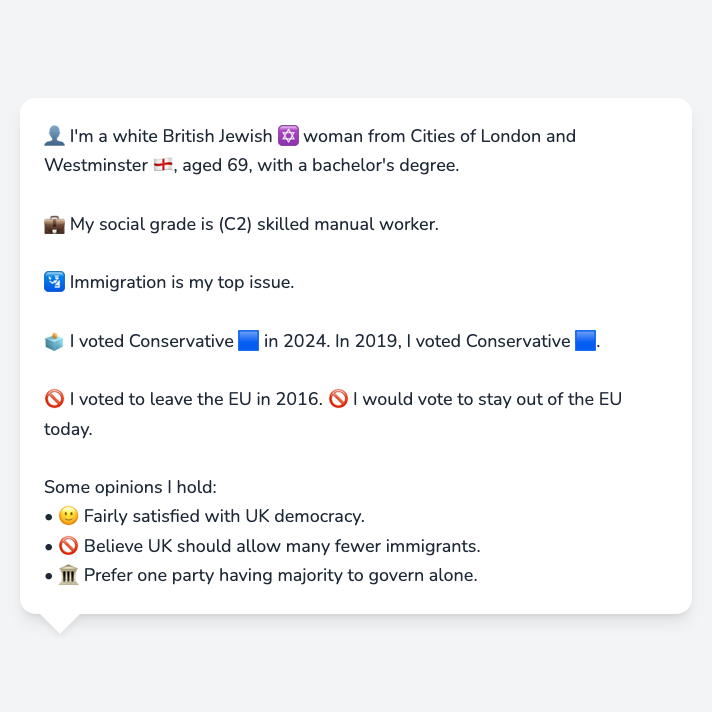 👤 I'm a white British Jewish ✡️ woman from Cities of London and
Westminster 🏴󠁧󠁢󠁥󠁮󠁧󠁿, aged 69, with a bachelor's degree.
💼 My social grade is (C2) skilled manual worker.
🛂 Immigration is my top issue.
🗳️ I voted Conservative 🟦 in 2024. In 2019, I voted Conservative 🟦.
🚫 I voted to leave the EU in 2016. 🚫 I would vote to stay out of the EU
today.
Some opinions I hold:
• 🙂 Fairly satisfied with UK democracy.
• 🚫 Believe UK should allow many fewer immigrants.
• 🏛️ Prefer one party having majority to govern alone.